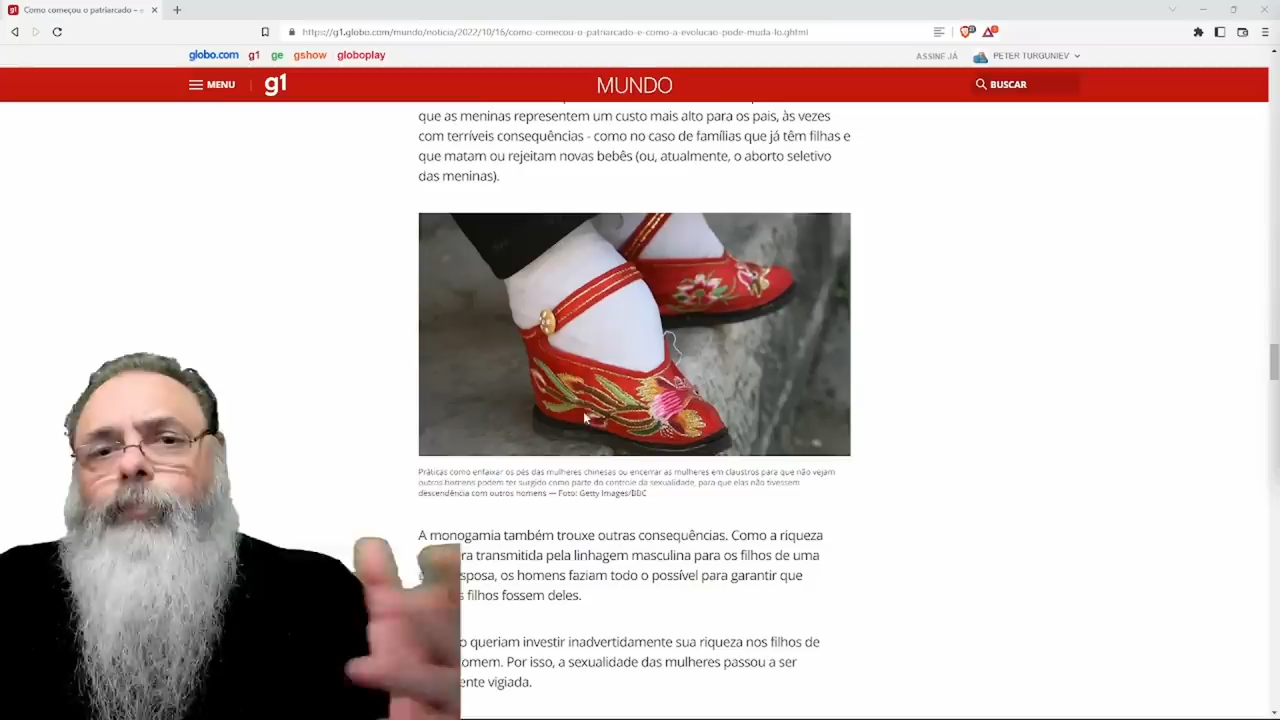 Como começou o patriarcado – e
https://g1.globo.com/mundo/noticia/2022/10/16/como-comecou-o-patriarcado-e-como-a-evolucao-pode-muda-lo.ghtml
globo.com g1 ge gshow globoplay
ASSINE JÁ PETER TURGUNIEV
MENU g1 MUNDO BUSCAR
que as meninas representem um custo mais alto para os pais, às vezes
com terríveis consequências - como no caso de famílias que já têm filhas e
que matam ou rejeitam novas bebês (ou, atualmente, o aborto seletivo
das meninas).
Práticas como enfaixar os pés das mulheres chinesas ou encerrar as mulheres em claustros para que não vejam
outros homens podem ter surgido como parte do controle da sexualidade, para que elas não tivessem
descendência com outros homens — Foto: Getty Images/BBC
A monogamia também trouxe outras consequências. Como a riqueza
ra transmitida pela linhagem masculina para os filhos de uma
sposa, os homens faziam todo o possível para garantir que
filhos fossem deles.
o queriam investir inadvertidamente sua riqueza nos filhos de
omem. Por isso, a sexualidade das mulheres passou a ser
ente vigiada.